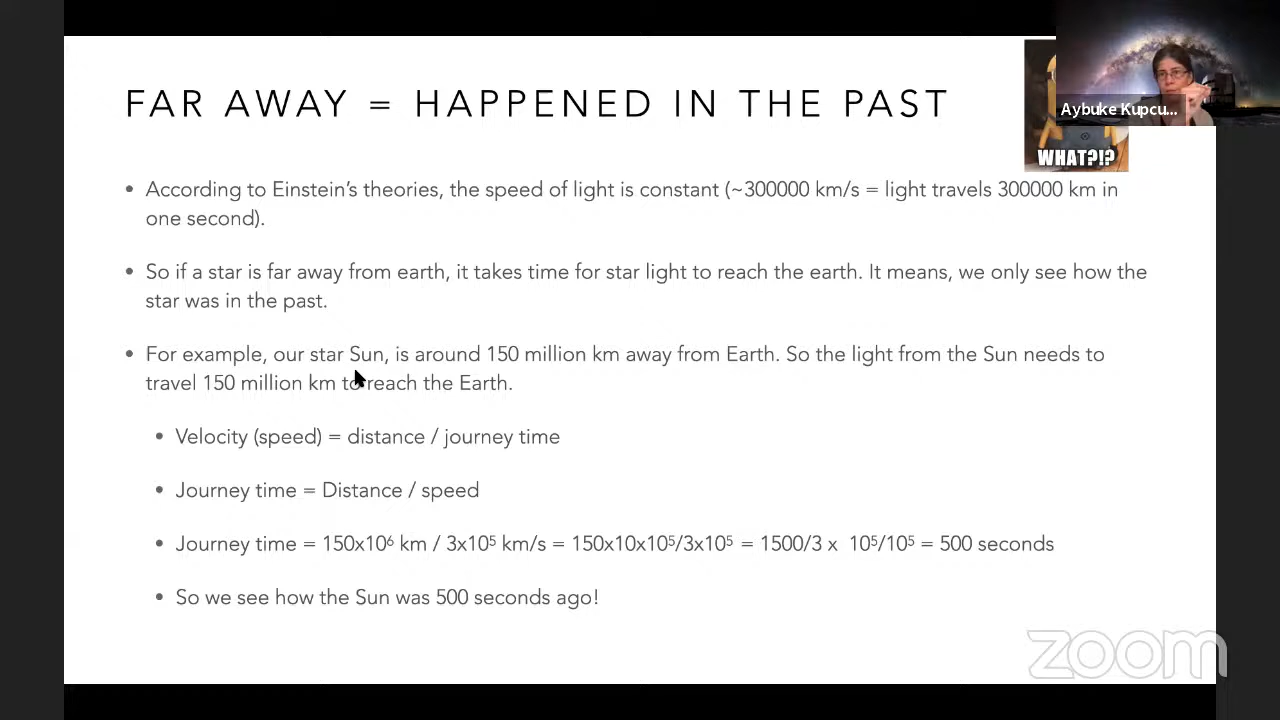 FAR AWAY = HAPPENED IN THE PAST
Aybuke Kupcu...
WHAT?!?
• According to Einstein's theories, the speed of light is constant (~300000 km/s = light travels 300000 km in
one second).
• So if a star is far away from earth, it takes time for star light to reach the earth. It means, we only see how the
star was in the past.
• For example, our star Sun, is around 150 million km away from Earth. So the light from the Sun needs to
travel 150 million km to reach the Earth.
• Velocity (speed) = distance / journey time
• Journey time = Distance / speed
• Journey time = 150x10⁶ km / 3x10⁵ km/s = 150x10x10⁵/3x10⁵ = 1500/3 x 10⁵/10⁵ = 500 seconds
• So we see how the Sun was 500 seconds ago!
zoom